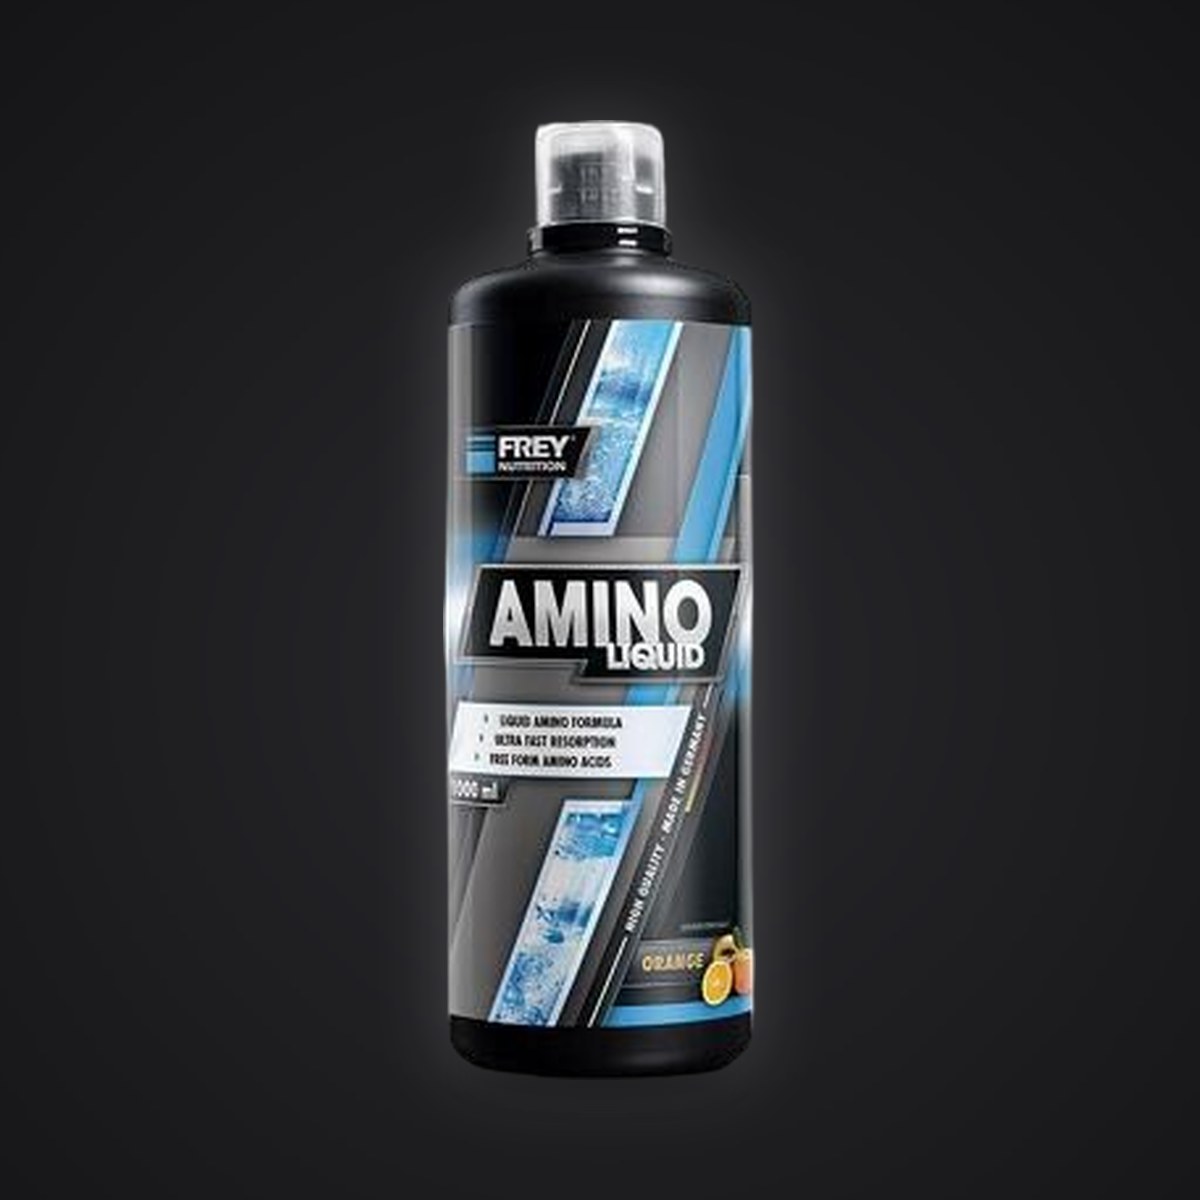 FREY
NUTRITION
AMINO
LIQUID
LIQUID AMINO FORMULA
ULTRA FAST RESORPTION
FREE FORM AMINO ACIDS
1000 ml
HIGH QUALITY · MADE IN GERMANY
ORANGE